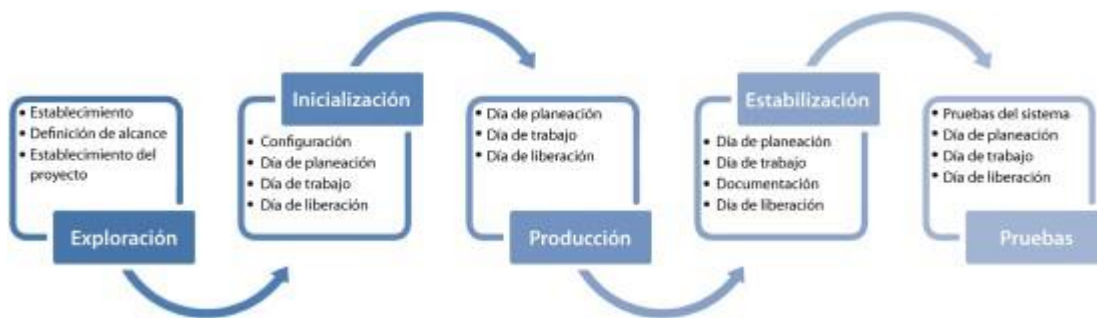 • Establecimiento
• Definición de alcance
• Establecimiento del
proyecto
Exploración
Inicialización
• Configuración
• Día de planeación
• Día de trabajo
• Día de liberación
• Día de planeación
• Día de trabajo
• Día de liberación
Producción
Estabilización
• Día de planeación
• Día de trabajo
• Documentación
• Día de liberación
• Pruebas del sistema
• Día de planeación
• Día de trabajo
• Día de liberación
Pruebas